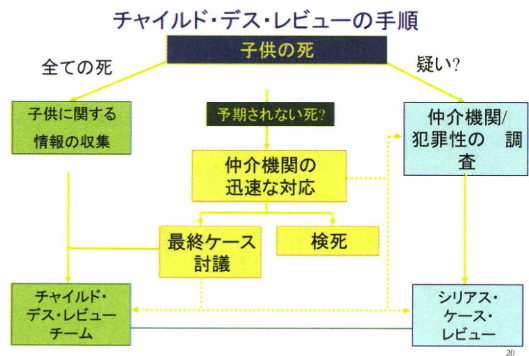 チャイルド・デス・レビューの手順
子供の死
全ての死
疑い?
子供に関する
情報の収集
予期されない死?
仲介機関/
犯罪性の 調
査
仲介機関の
迅速な対応
最終ケース
討議
検死
チャイルド・
デス・レビュー
チーム
シリアス・
ケース・
レビュー
20